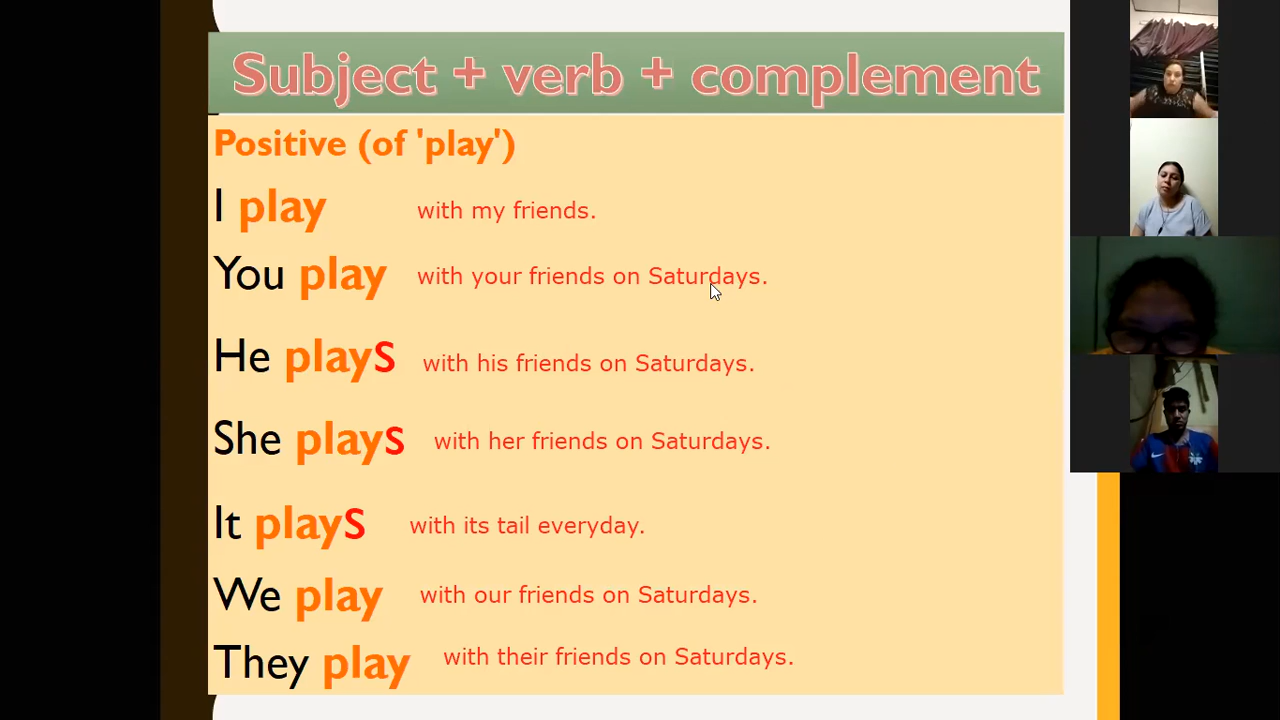 Subject + verb + complement
Positive (of 'play')
I play with my friends.
You play with your friends on Saturdays.
He playS with his friends on Saturdays.
She playS with her friends on Saturdays.
It playS with its tail everyday.
We play with our friends on Saturdays.
They play with their friends on Saturdays.